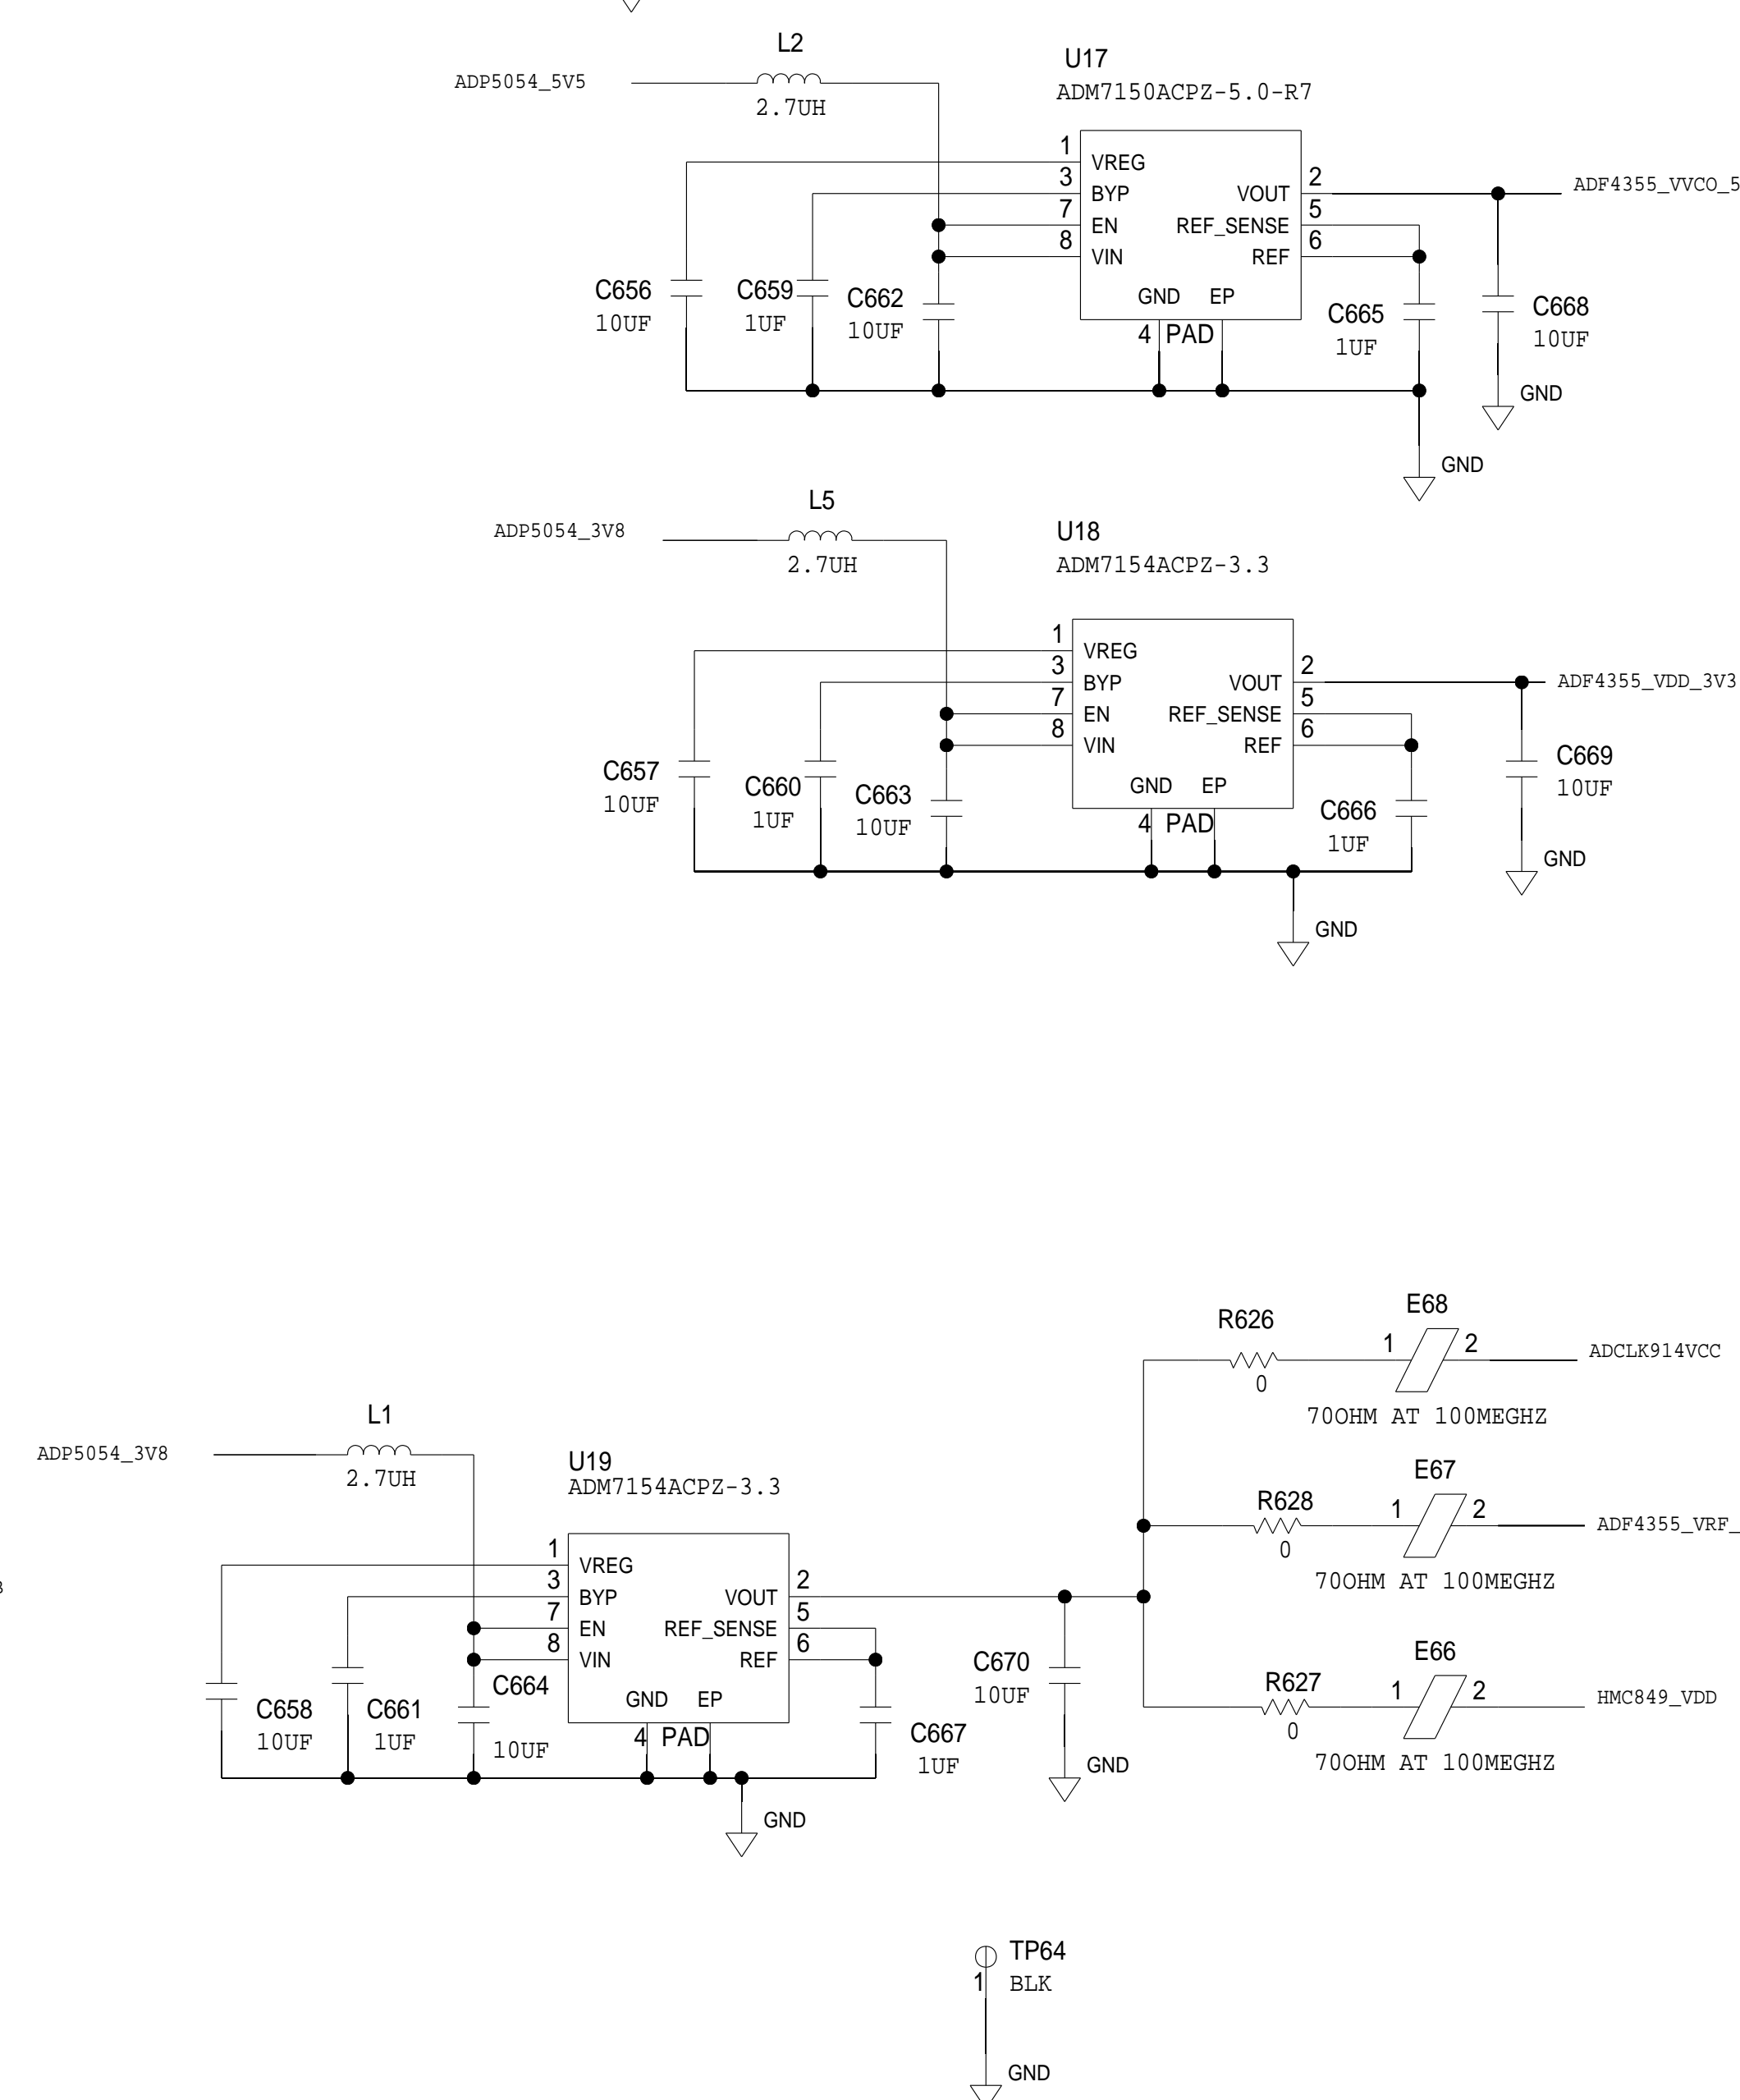 L2
ADP5054_5V5
2.7UH
U17
ADM7150ACPZ-5.0-R7
1 VREG
3 BYP
7 EN
8 VIN
VOUT 2
REF_SENSE 5
REF 6
GND EP
4 PAD
ADF4355_VVCO_5
C656
10UF
C659
1UF
C662
10UF
C665
1UF
C668
10UF
GND
GND
L5
ADP5054_3V8
2.7UH
U18
ADM7154ACPZ-3.3
1 VREG
3 BYP
7 EN
8 VIN
VOUT 2
REF_SENSE 5
REF 6
GND EP
4 PAD
ADF4355_VDD_3V3
C657
10UF
C660
1UF
C663
10UF
C666
1UF
C669
10UF
GND
GND
R626
0
E68
1 2
ADCLK914VCC
70OHM AT 100MEGHZ
L1
ADP5054_3V8
2.7UH
U19
ADM7154ACPZ-3.3
1 VREG
3 BYP
7 EN
8 VIN
VOUT 2
REF_SENSE 5
REF 6
GND EP
4 PAD
R628
0
E67
1 2
ADF4355_VRF_
70OHM AT 100MEGHZ
C658
10UF
C661
1UF
C664
10UF
C667
1UF
C670
10UF
GND
GND
R627
0
E66
1 2
HMC849_VDD
70OHM AT 100MEGHZ
TP64
1 BLK
GND